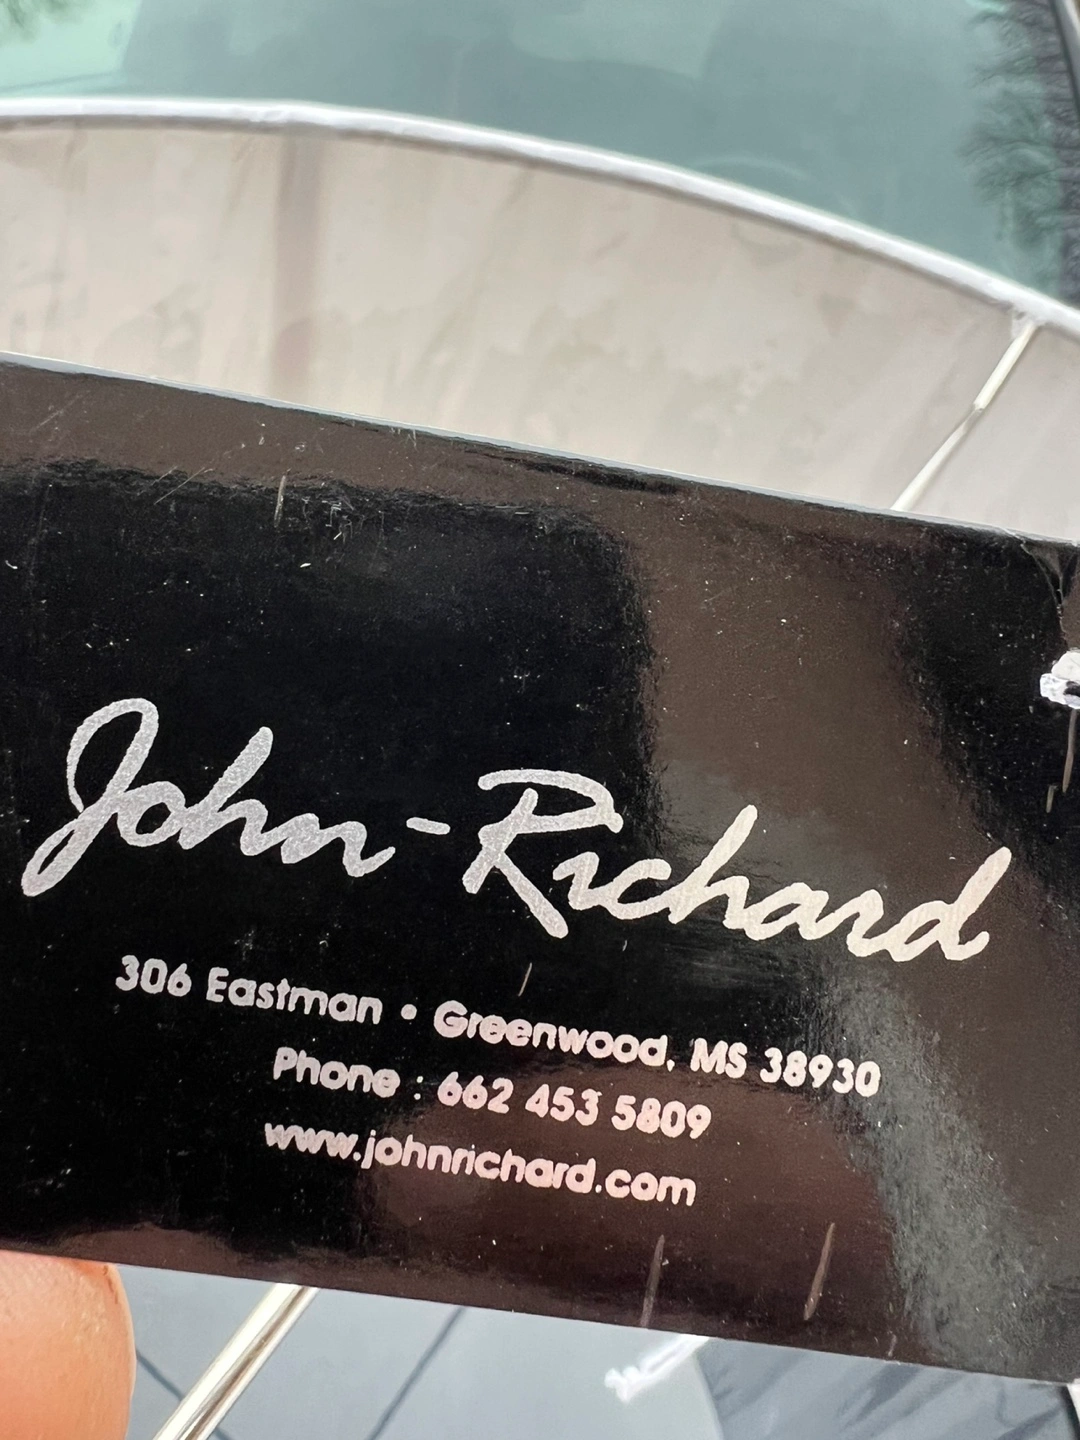 John-Richard
306 Eastman • Greenwood, MS 38930
Phone : 662 453 5809
www.johnrichard.com